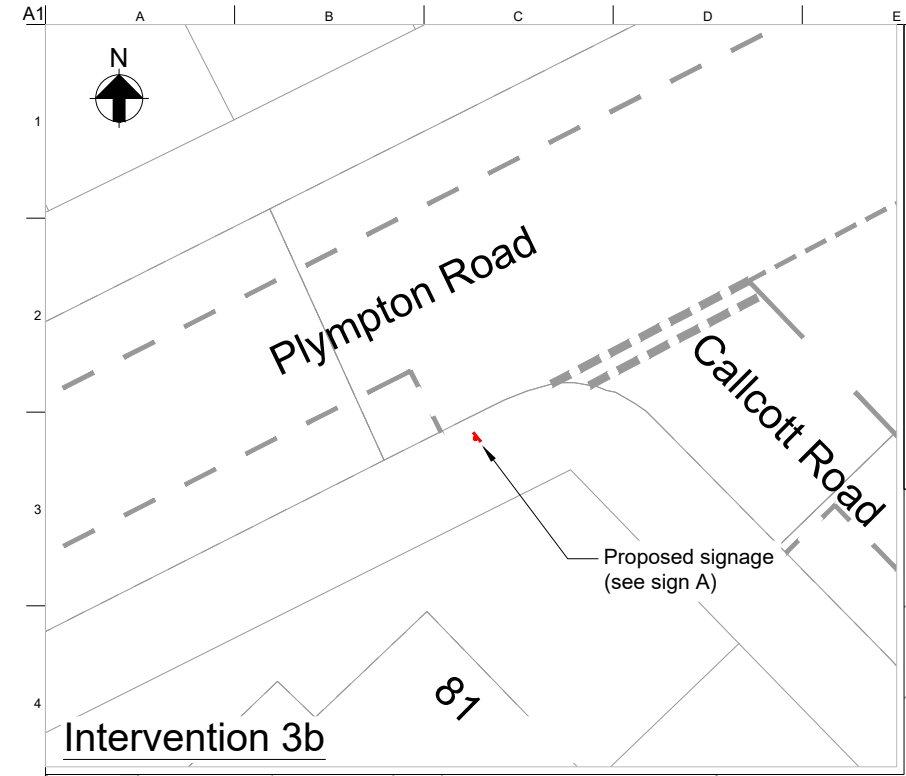 A1
A B C D E
N
1
2
3
4
Plympton Road
Callcott Road
Proposed signage
(see sign A)
81
Intervention 3b